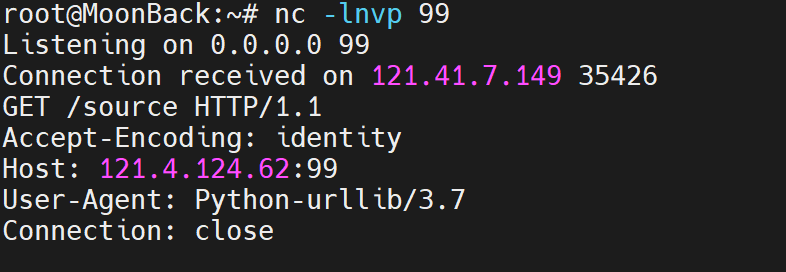 root@MoonBack:~# nc -lnvp 99
Listening on 0.0.0.0 99
Connection received on 121.41.7.149 35426
GET /source HTTP/1.1
Accept-Encoding: identity
Host: 121.4.124.62:99
User-Agent: Python-urllib/3.7
Connection: close